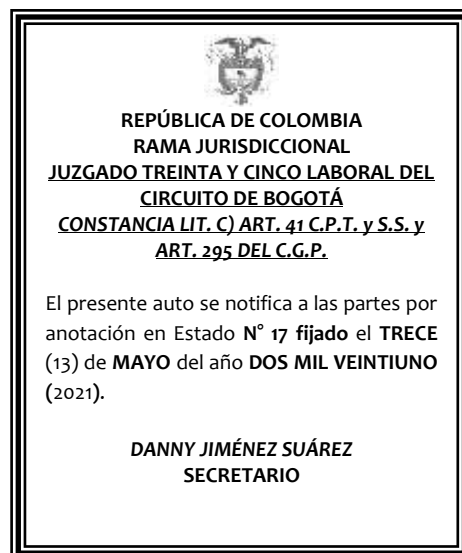 REPÚBLICA DE COLOMBIA
RAMA JURISDICCIONAL
JUZGADO TREINTA Y CINCO LABORAL DEL
CIRCUITO DE BOGOTÁ
CONSTANCIA LIT. C) ART. 41 C.P.T. y S.S. y
ART. 295 DEL C.G.P.
El presente auto se notifica a las partes por
anotación en Estado N° 17 fijado el TRECE
(13) de MAYO del año DOS MIL VEINTIUNO
(2021).
DANNY JIMÉNEZ SUÁREZ
SECRETARIO